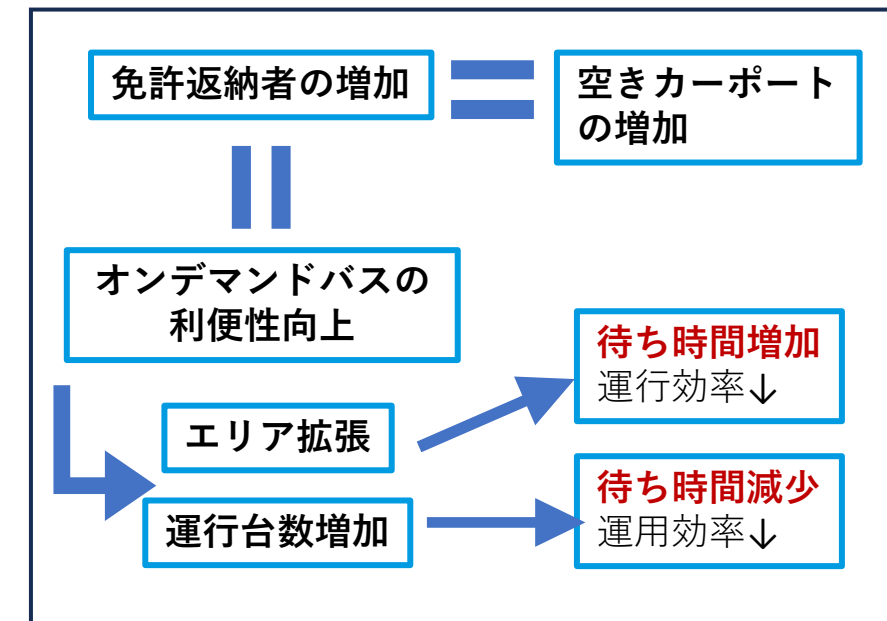 免許返納者の増加
空きカーポート
の増加
オンデマンドバスの
利便性向上
エリア拡張
運行台数増加
待ち時間増加
運行効率↓
待ち時間減少
運用効率↓